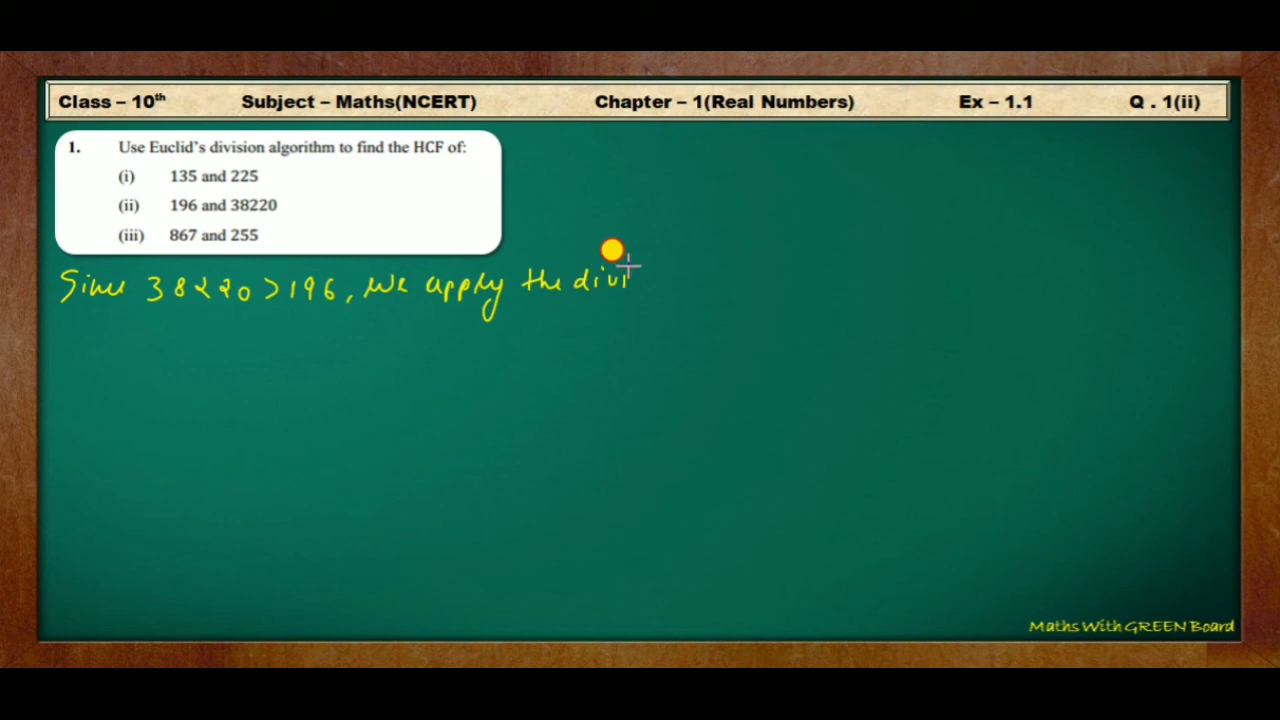 Class – 10th Subject – Maths(NCERT) Chapter – 1(Real Numbers) Ex – 1.1 Q . 1(ii)
1. Use Euclid's division algorithm to find the HCF of:
(i) 135 and 225
(ii) 196 and 38220
(iii) 867 and 255
Since 38220 > 196, we apply the divi
Maths With GREEN Board